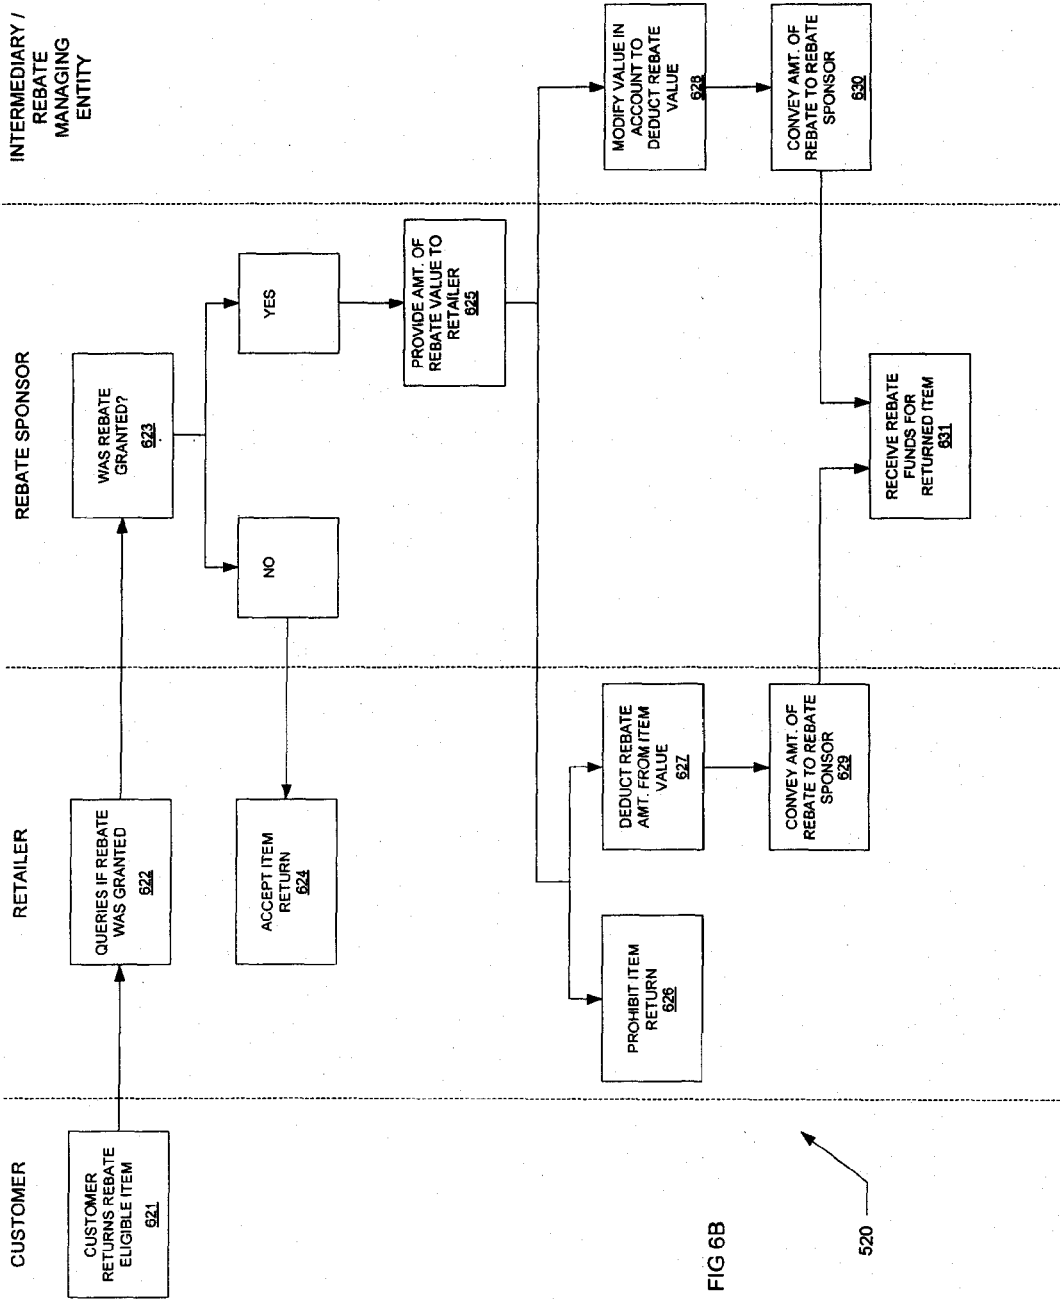 CUSTOMER
RETAILER
REBATE SPONSOR
INTERMEDIARY /
REBATE
MANAGING
ENTITY
CUSTOMER
RETURNS REBATE
ELIGIBLE ITEM
621
QUERIES IF REBATE
WAS GRANTED
622
WAS REBATE
GRANTED?
623
NO
YES
ACCEPT ITEM
RETURN
624
PROVIDE AMT. OF
REBATE VALUE TO
RETAILER
625
PROHIBIT ITEM
RETURN
626
DEDUCT REBATE
AMT. FROM ITEM
VALUE
627
MODIFY VALUE IN
ACCOUNT TO
DEDUCT REBATE
VALUE
628
CONVEY AMT. OF
REBATE TO REBATE
SPONSOR
629
CONVEY AMT. OF
REBATE TO REBATE
SPONSOR
630
RECEIVE REBATE
FUNDS FOR
RETURNED ITEM
631
FIG 6B
520